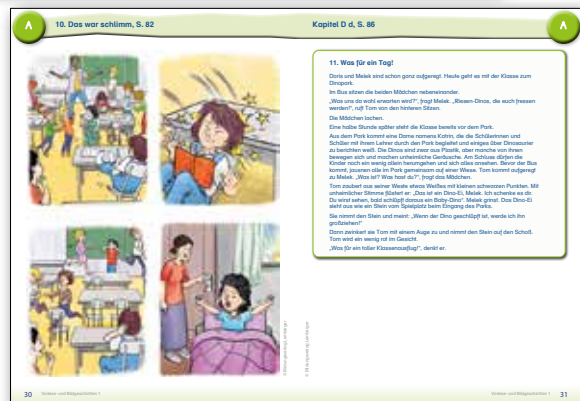 A
10. Das war schlimm, S. 82
Kapitel D d, S. 86
A
11. Was für ein Tag!
Doris und Melek sind schon ganz aufgeregt. Heute geht es mit der Klasse zum
Dinopark.
Im Bus sitzen die beiden Mädchen nebeneinander.
„Was uns da wohl erwarten wird?“, fragt Melek. „Riesen-Dinos, die euch fressen
werden!“, ruft Tom von den hinteren Sitzen.
Die Mädchen lachen.
Eine halbe Stunde später steht die Klasse bereits vor dem Park.
Aus dem Park kommt eine Dame namens Katrin, die die Schülerinnen und
Schüler mit ihrem Lehrer durch den Park begleitet und einiges über Dinosaurier
zu berichten weiß. Die Dinos sind zwar aus Plastik, aber manche von ihnen
bewegen sich und machen unheimliche Geräusche. Am Schluss dürfen die
Kinder noch ein wenig allein herumgehen und sich alles ansehen. Bevor der Bus
kommt, jausnen alle im Park gemeinsam auf einer Wiese. Tom kommt aufgeregt
zu Melek. „Was ist? Was hast du?“, fragt das Mädchen.
Tom zaubert aus seiner Weste etwas Weißes mit kleinen schwarzen Punkten. Mit
unheimlicher Stimme flüstert er: „Das ist ein Dino-Ei, Melek. Ich schenke es dir.
Du wirst sehen, bald schlüpft daraus ein Baby-Dino“. Melek grinst. Das Dino-Ei
sieht aus wie ein Stein vom Spielplatz beim Eingang des Parks.
Sie nimmt den Stein und meint: „Wenn der Dino geschlüpft ist, werde ich ihn
großziehen!“
Dann zwinkert sie Tom mit einem Auge zu und nimmt den Stein auf den Schoß.
Tom wird ein wenig rot im Gesicht.
„Was für ein toller Klassenausflug!“, denkt er.
30
31